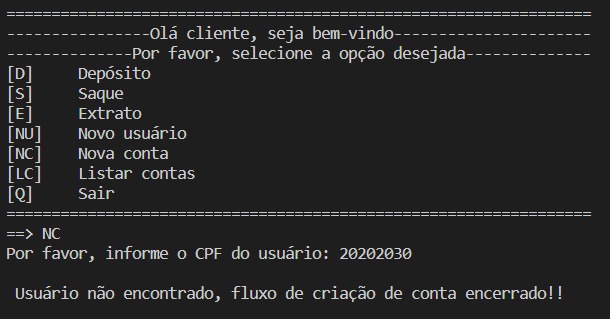 =================================================================
----------------Olá cliente, seja bem-vindo----------------------
--------------Por favor, selecione a opção desejada--------------
[D]     Depósito
[S]     Saque
[E]     Extrato
[NU]    Novo usuário
[NC]    Nova conta
[LC]    Listar contas
[Q]     Sair
=================================================================
==> NC
Por favor, informe o CPF do usuário: 20202030
Usuário não encontrado, fluxo de criação de conta encerrado!!